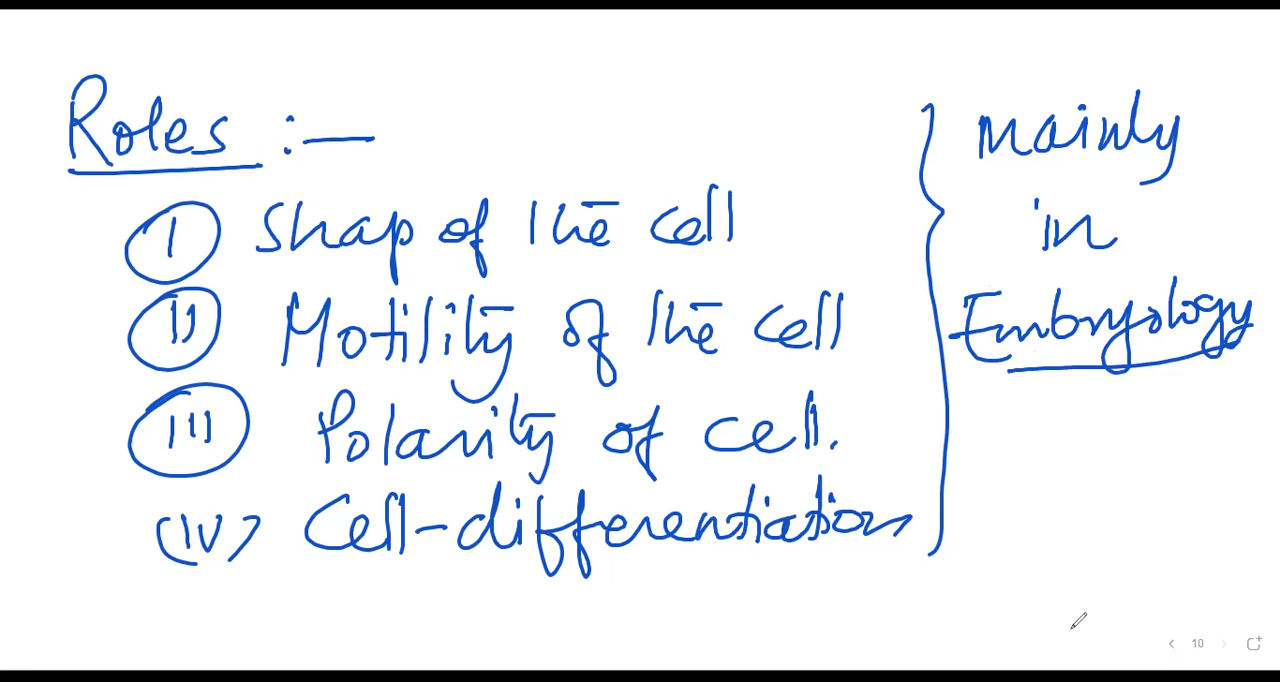 Roles :—
(I) Shap of the cell
(II) Motility of the cell
(III) Polarity of cell.
(IV) Cell-differentiation
Mainly
in
Embryology
10